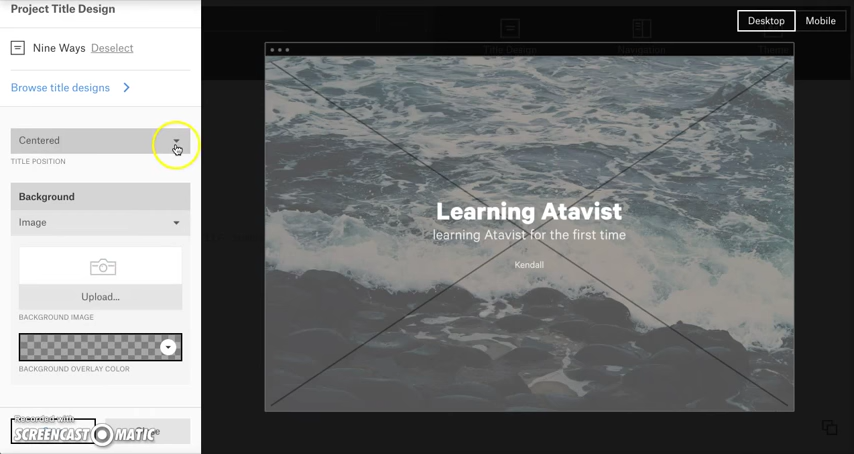 Project Title Design
Desktop
Mobile
Nine Ways Deselect
Title Design
Navigation
Theme
Browse title designs
Centered
TITLE POSITION
Background
Image
Upload...
BACKGROUND IMAGE
BACKGROUND OVERLAY COLOR
Learning Atavist
learning Atavist for the first time
Kendall
Recorded with
SCREENCAST MATIC